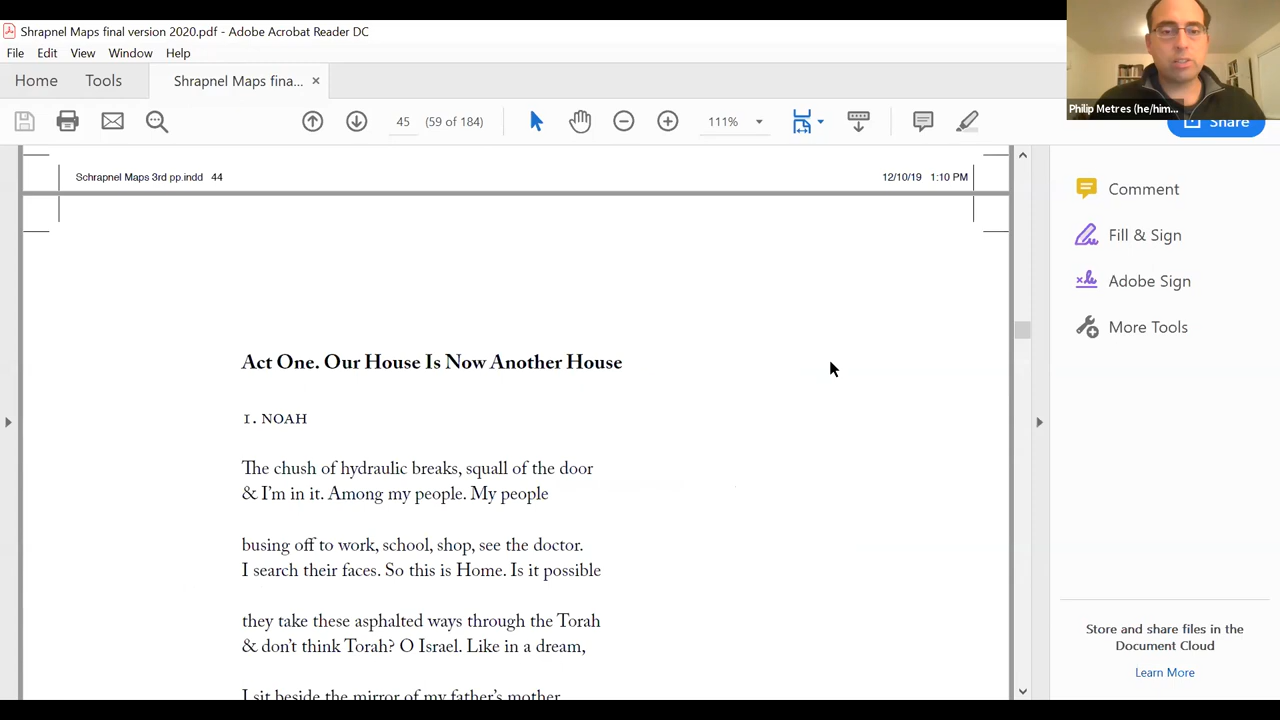 Shrapnel Maps final version 2020.pdf - Adobe Acrobat Reader DC
File Edit View Window Help
Home Tools Shrapnel Maps fina... ×
45 (59 of 184) 111% Share
Philip Metres (he/him...
Schrapnel Maps 3rd pp.indd 44 12/10/19 1:10 PM
Act One. Our House Is Now Another House
1. NOAH
The chush of hydraulic breaks, squall of the door
& I'm in it. Among my people. My people
busing off to work, school, shop, see the doctor.
I search their faces. So this is Home. Is it possible
they take these asphalted ways through the Torah
& don't think Torah? O Israel. Like in a dream,
I sit beside the mirror of my father's mother
Comment
Fill & Sign
Adobe Sign
More Tools
Store and share files in the
Document Cloud
Learn More